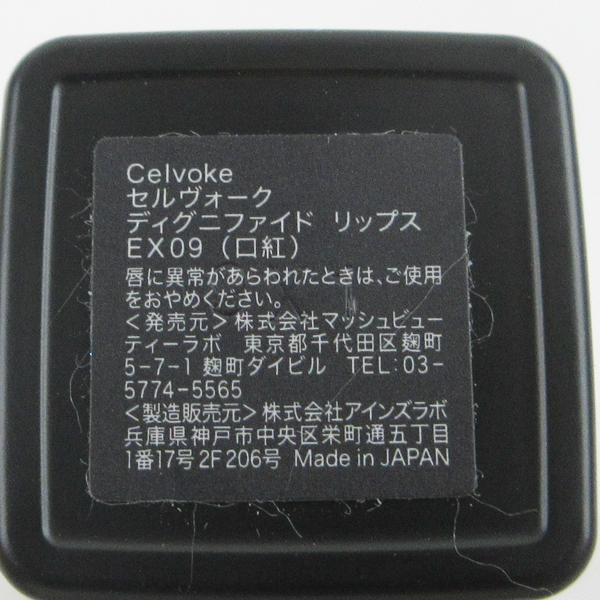 Celvoke
セルヴォーク
ディグニファイド リップス
EX09（口紅）
唇に異常があらわれたときは、ご使用
をおやめください。
＜発売元＞株式会社マッシュビュー
ティーラボ 東京都千代田区麹町
5-7-1 麹町ダイビル TEL:03-
5774-5565
＜製造販売元＞株式会社アインズラボ
兵庫県神戸市中央区栄町通五丁目
1番17号2F206号 Made in JAPAN